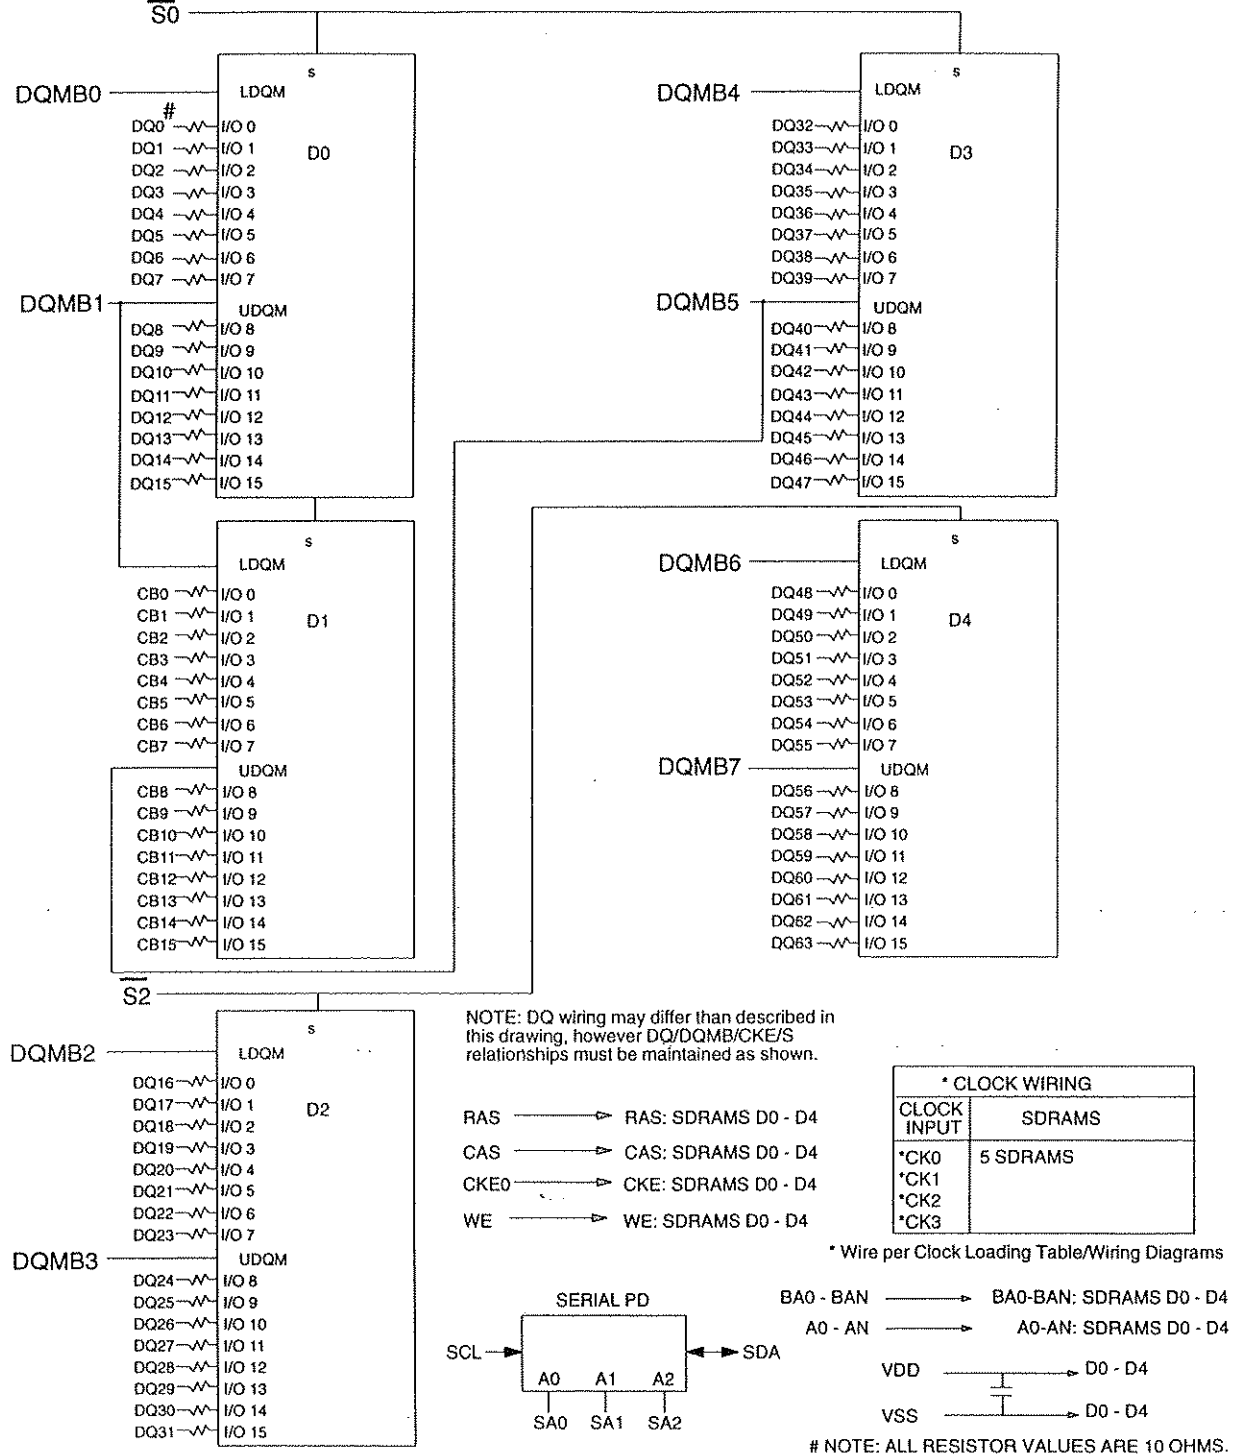 S0
s
DQMB0
LDQM
#
DQ0 I/O 0
DQ1 I/O 1
D0
DQ2 I/O 2
DQ3 I/O 3
DQ4 I/O 4
DQ5 I/O 5
DQ6 I/O 6
DQ7 I/O 7
DQMB1
UDQM
DQ8 I/O 8
DQ9 I/O 9
DQ10 I/O 10
DQ11 I/O 11
DQ12 I/O 12
DQ13 I/O 13
DQ14 I/O 14
DQ15 I/O 15
s
LDQM
CB0 I/O 0
CB1 I/O 1
D1
CB2 I/O 2
CB3 I/O 3
CB4 I/O 4
CB5 I/O 5
CB6 I/O 6
CB7 I/O 7
UDQM
CB8 I/O 8
CB9 I/O 9
CB10 I/O 10
CB11 I/O 11
CB12 I/O 12
CB13 I/O 13
CB14 I/O 14
CB15 I/O 15
s
DQMB4
LDQM
DQ32 I/O 0
DQ33 I/O 1
D3
DQ34 I/O 2
DQ35 I/O 3
DQ36 I/O 4
DQ37 I/O 5
DQ38 I/O 6
DQ39 I/O 7
DQMB5
UDQM
DQ40 I/O 8
DQ41 I/O 9
DQ42 I/O 10
DQ43 I/O 11
DQ44 I/O 12
DQ45 I/O 13
DQ46 I/O 14
DQ47 I/O 15
s
DQMB6
LDQM
DQ48 I/O 0
DQ49 I/O 1
D4
DQ50 I/O 2
DQ51 I/O 3
DQ52 I/O 4
DQ53 I/O 5
DQ54 I/O 6
DQ55 I/O 7
DQMB7
UDQM
DQ56 I/O 8
DQ57 I/O 9
DQ58 I/O 10
DQ59 I/O 11
DQ60 I/O 12
DQ61 I/O 13
DQ62 I/O 14
DQ63 I/O 15
S2
s
DQMB2
LDQM
DQ16 I/O 0
DQ17 I/O 1
D2
DQ18 I/O 2
DQ19 I/O 3
DQ20 I/O 4
DQ21 I/O 5
DQ22 I/O 6
DQ23 I/O 7
DQMB3
UDQM
DQ24 I/O 8
DQ25 I/O 9
DQ26 I/O 10
DQ27 I/O 11
DQ28 I/O 12
DQ29 I/O 13
DQ30 I/O 14
DQ31 I/O 15
NOTE: DQ wiring may differ than described in
this drawing, however DQ/DQMB/CKE/S
relationships must be maintained as shown.
RAS RAS: SDRAMS D0 - D4
CAS CAS: SDRAMS D0 - D4
CKE0 CKE: SDRAMS D0 - D4
WE WE: SDRAMS D0 - D4
* CLOCK WIRING
CLOCK INPUT
SDRAMS
*CK0 5 SDRAMS
*CK1
*CK2
*CK3
* Wire per Clock Loading Table/Wiring Diagrams
SERIAL PD
SCL SDA
A0 A1 A2
SA0 SA1 SA2
BA0 - BAN BA0-BAN: SDRAMS D0 - D4
A0 - AN A0-AN: SDRAMS D0 - D4
VDD D0 - D4
VSS D0 - D4
# NOTE: ALL RESISTOR VALUES ARE 10 OHMS.